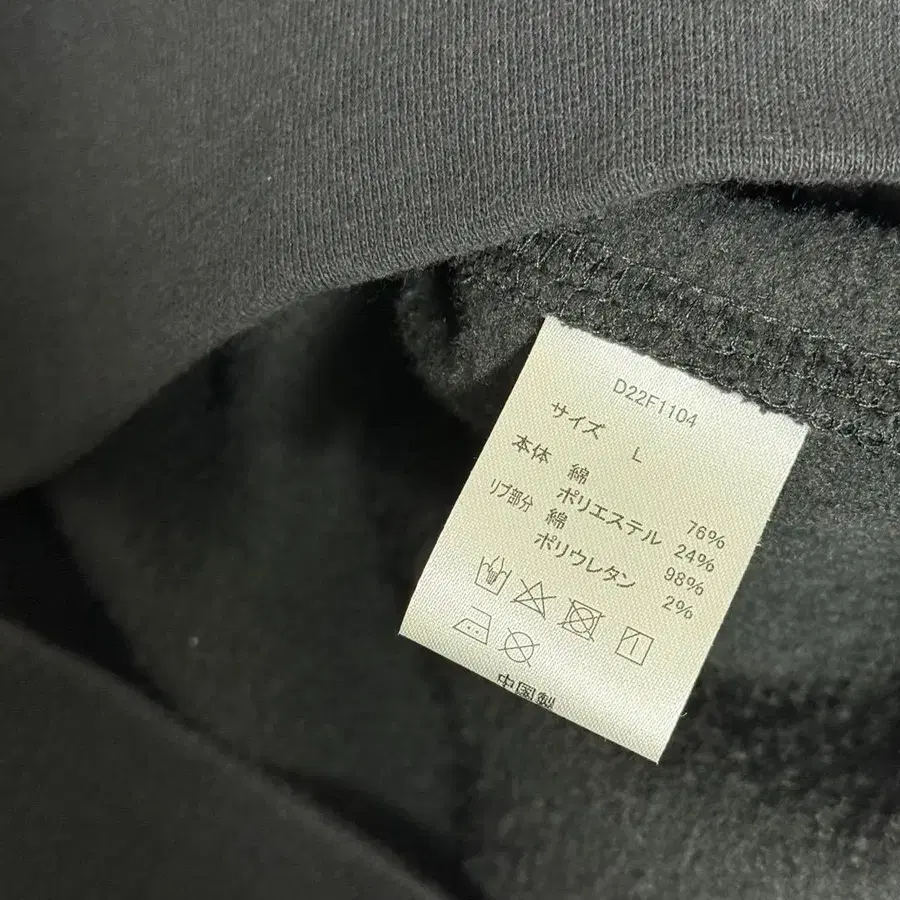 D22F1104
サイズ L
本体 綿 76%
ポリエステル 24%
リブ部分 綿 98%
ポリウレタン 2%
中国製